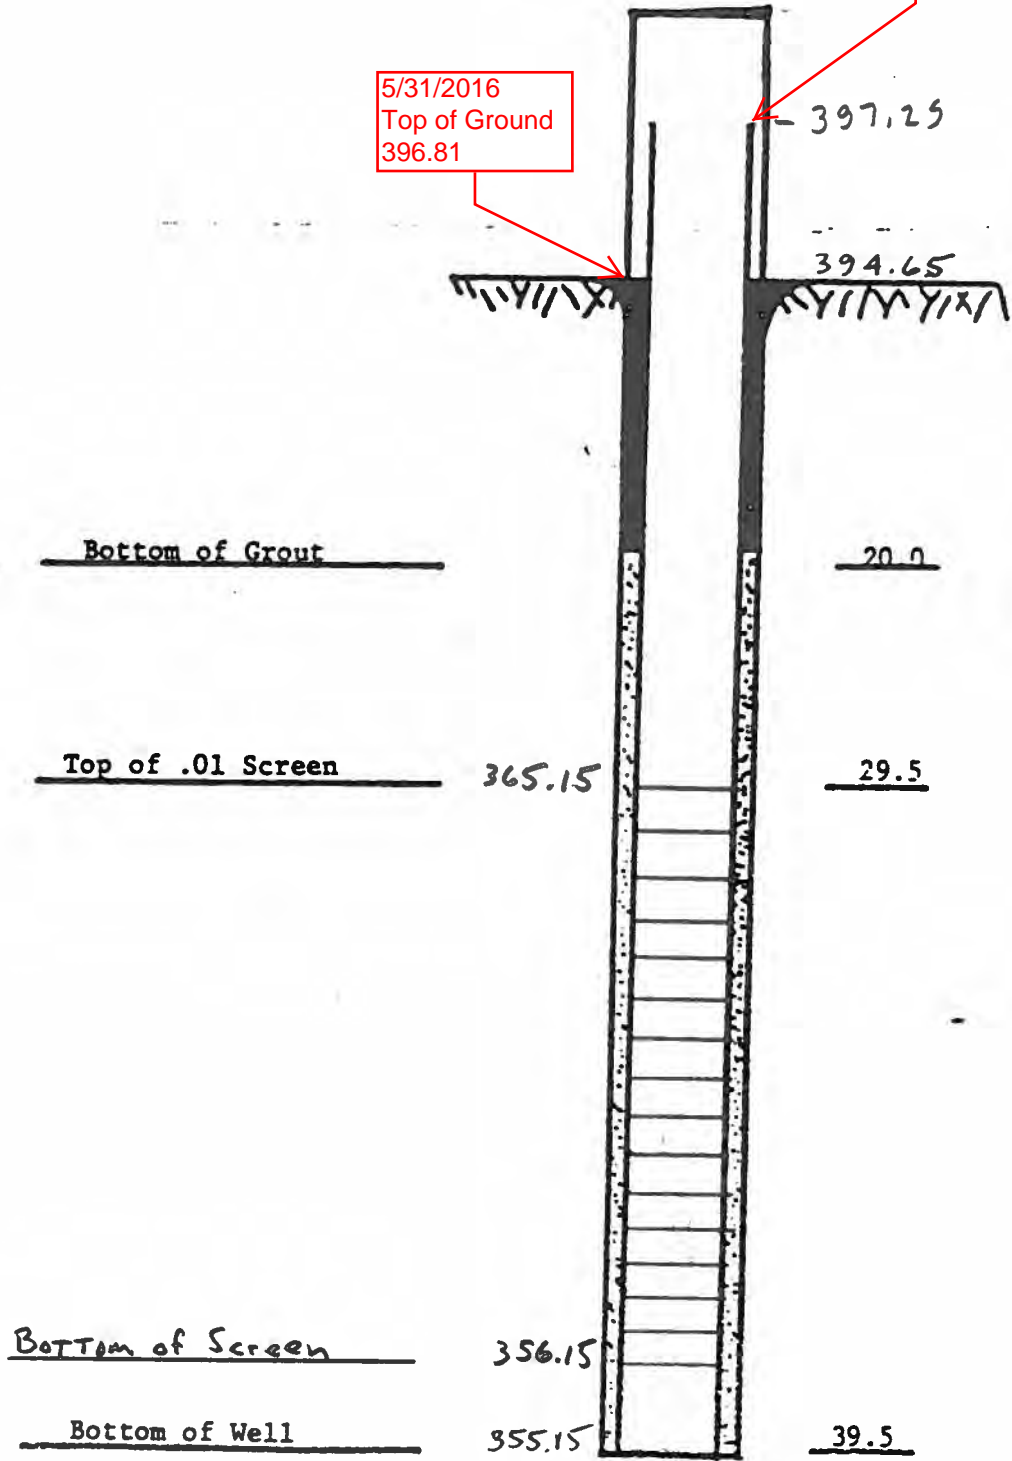 5/31/2016
Top of Ground
396.81
- 397.25
394.65
Bottom of Grout 20.0
Top of .01 Screen 365.15 29.5
Bottom of Screen 356.15
Bottom of Well 355.15 39.5